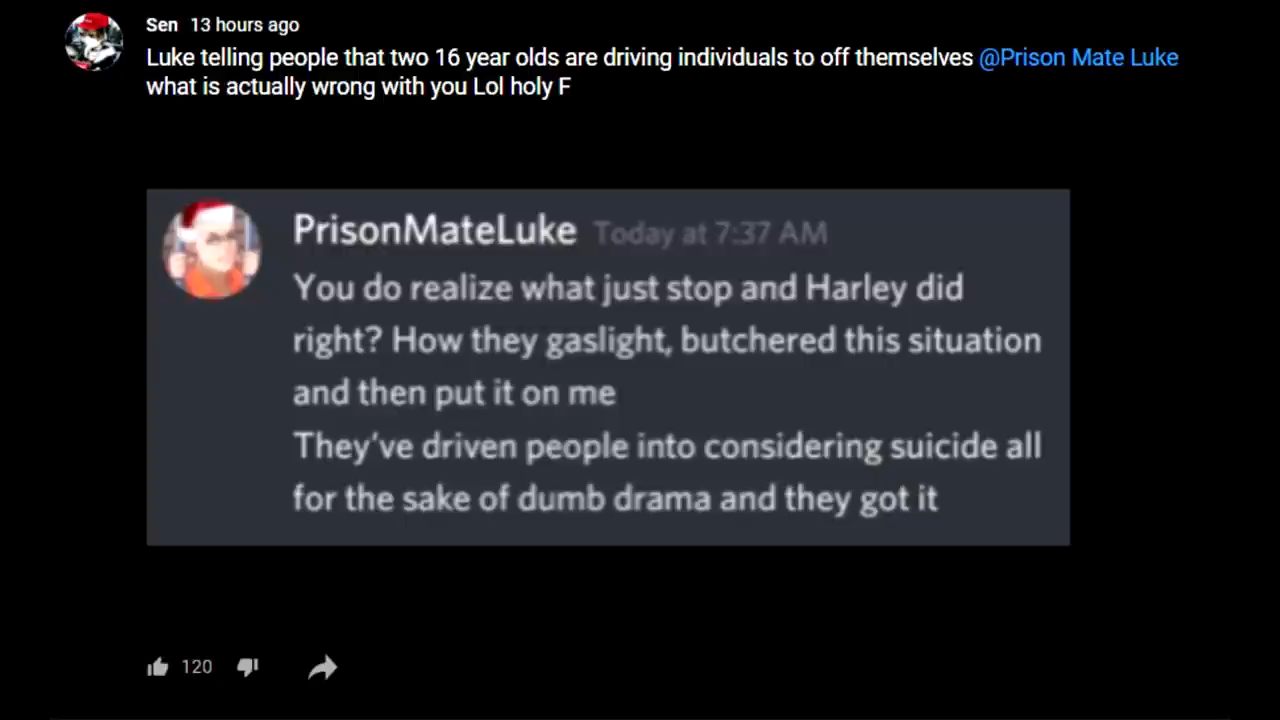 Sen 13 hours ago
Luke telling people that two 16 year olds are driving individuals to off themselves @Prison Mate Luke
what is actually wrong with you Lol holy F
PrisonMateLuke Today at 7:37 AM
You do realize what just stop and Harley did
right? How they gaslight, butchered this situation
and then put it on me
They've driven people into considering suicide all
for the sake of dumb drama and they got it
120